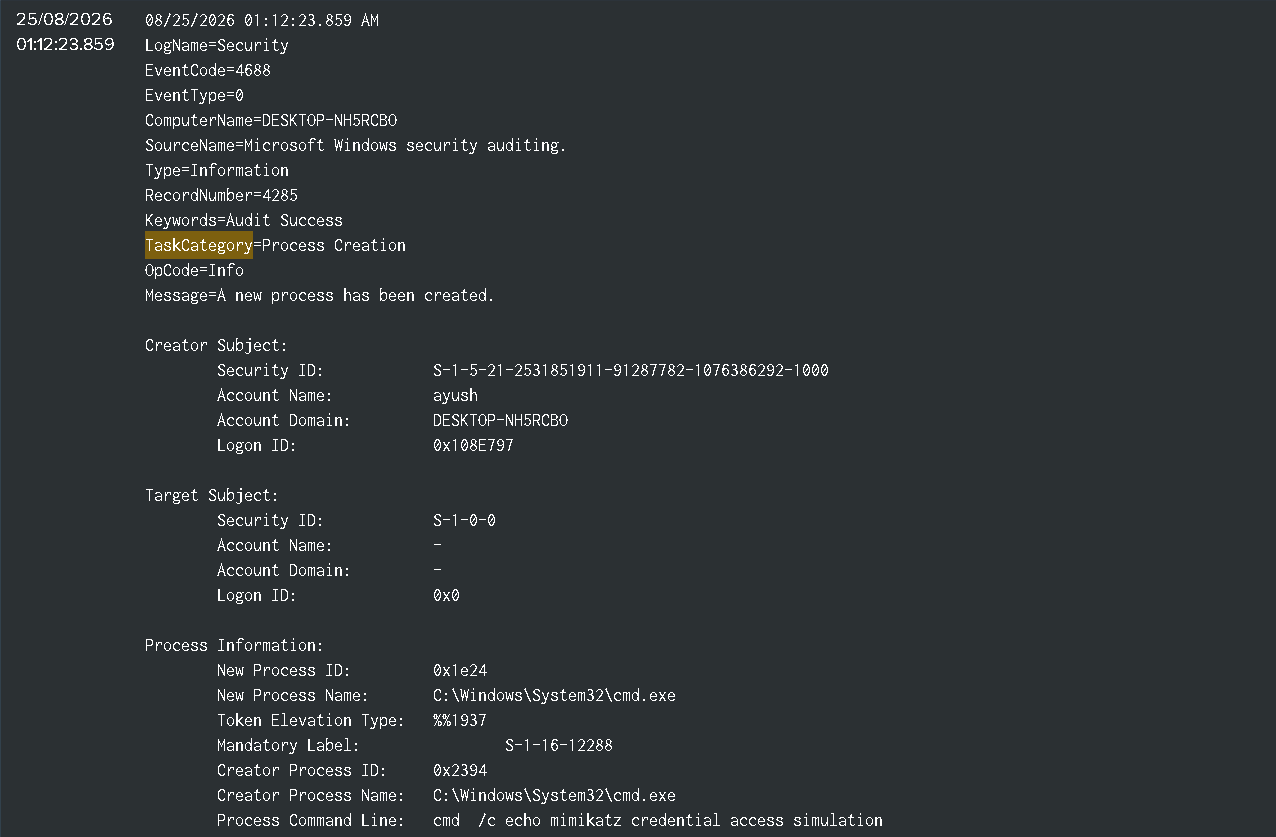 25/08/2026
01:12:23.859
08/25/2026 01:12:23.859 AM
LogName=Security
EventCode=4688
EventType=0
ComputerName=DESKTOP-NH5RCBO
SourceName=Microsoft Windows security auditing.
Type=Information
RecordNumber=4285
Keywords=Audit Success
TaskCategory=Process Creation
OpCode=Info
Message=A new process has been created.
Creator Subject:
Security ID: S-1-5-21-2531851911-91287782-1076386292-1000
Account Name: ayush
Account Domain: DESKTOP-NH5RCBO
Logon ID: 0x108E797
Target Subject:
Security ID: S-1-0-0
Account Name: -
Account Domain: -
Logon ID: 0x0
Process Information:
New Process ID: 0x1e24
New Process Name: C:\Windows\System32\cmd.exe
Token Elevation Type: %%1937
Mandatory Label: S-1-16-12288
Creator Process ID: 0x2394
Creator Process Name: C:\Windows\System32\cmd.exe
Process Command Line: cmd  /c echo mimikatz credential access simulation